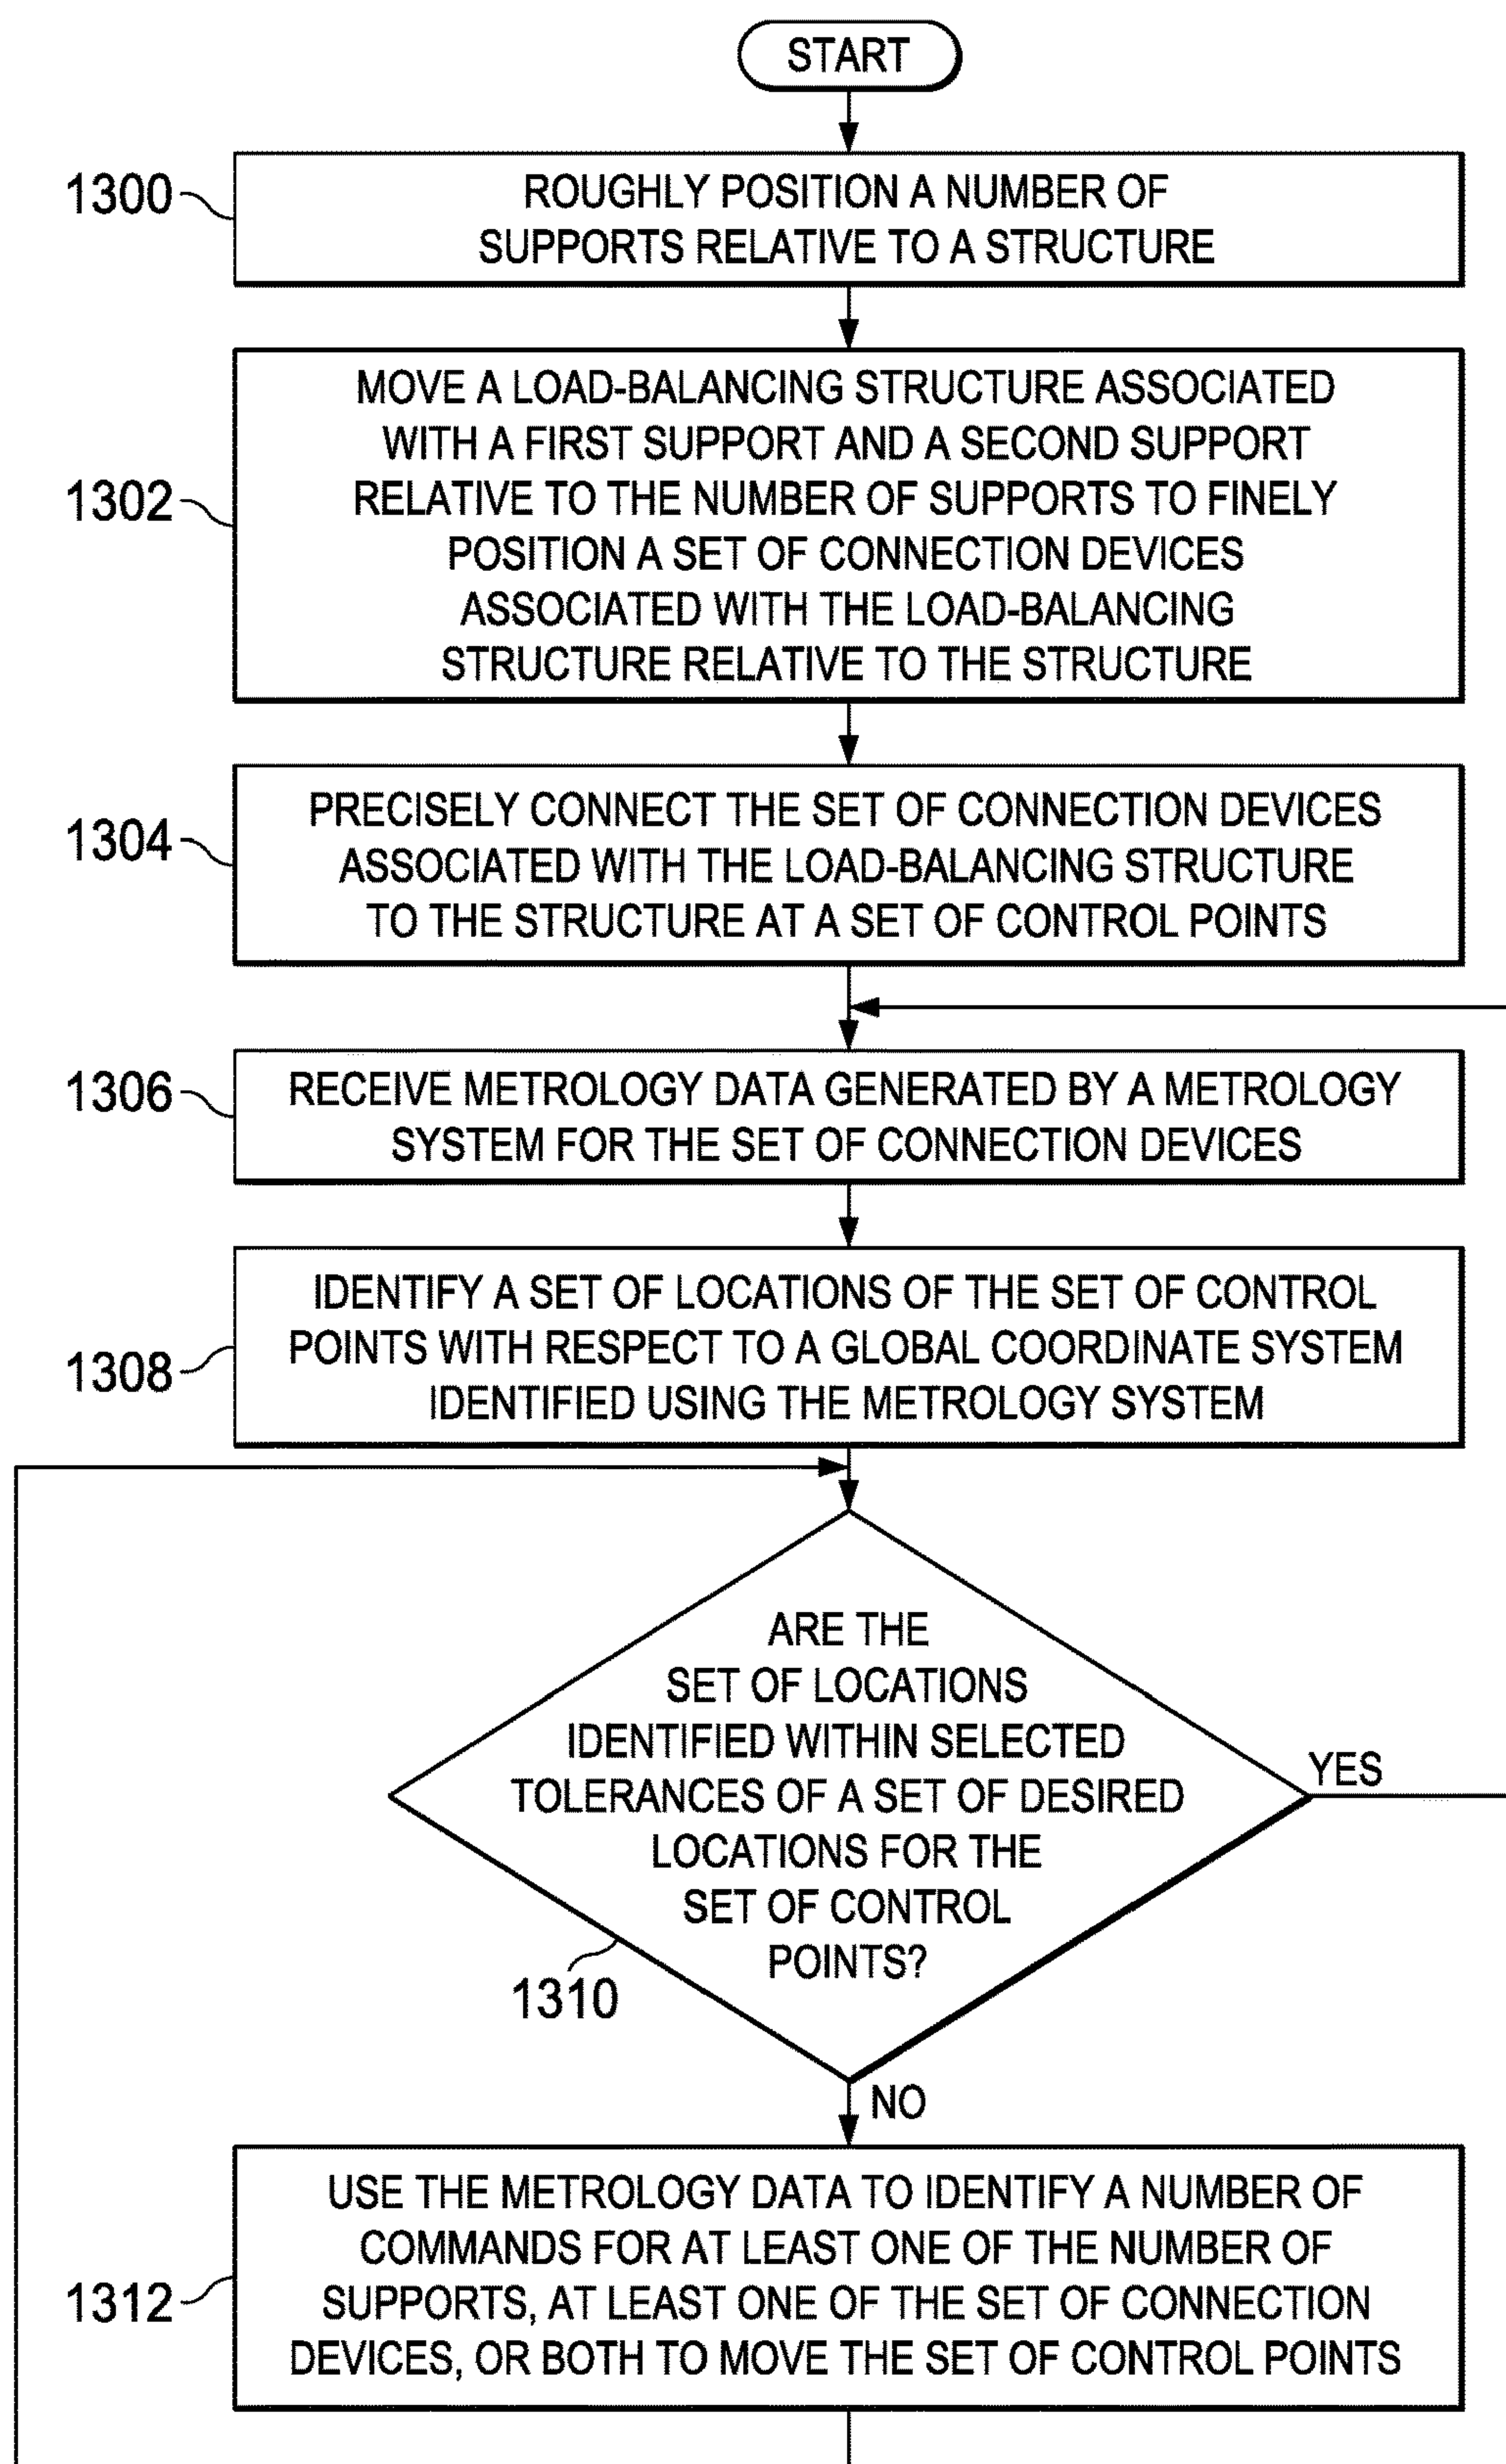 START
1300
ROUGHLY POSITION A NUMBER OF
SUPPORTS RELATIVE TO A STRUCTURE
1302
MOVE A LOAD-BALANCING STRUCTURE ASSOCIATED
WITH A FIRST SUPPORT AND A SECOND SUPPORT
RELATIVE TO THE NUMBER OF SUPPORTS TO FINELY
POSITION A SET OF CONNECTION DEVICES
ASSOCIATED WITH THE LOAD-BALANCING
STRUCTURE RELATIVE TO THE STRUCTURE
1304
PRECISELY CONNECT THE SET OF CONNECTION DEVICES
ASSOCIATED WITH THE LOAD-BALANCING STRUCTURE
TO THE STRUCTURE AT A SET OF CONTROL POINTS
1306
RECEIVE METROLOGY DATA GENERATED BY A METROLOGY
SYSTEM FOR THE SET OF CONNECTION DEVICES
1308
IDENTIFY A SET OF LOCATIONS OF THE SET OF CONTROL
POINTS WITH RESPECT TO A GLOBAL COORDINATE SYSTEM
IDENTIFIED USING THE METROLOGY SYSTEM
ARE THE
SET OF LOCATIONS
IDENTIFIED WITHIN SELECTED
TOLERANCES OF A SET OF DESIRED
LOCATIONS FOR THE
SET OF CONTROL
POINTS?
YES
1310
NO
1312
USE THE METROLOGY DATA TO IDENTIFY A NUMBER OF
COMMANDS FOR AT LEAST ONE OF THE NUMBER OF
SUPPORTS, AT LEAST ONE OF THE SET OF CONNECTION
DEVICES, OR BOTH TO MOVE THE SET OF CONTROL POINTS